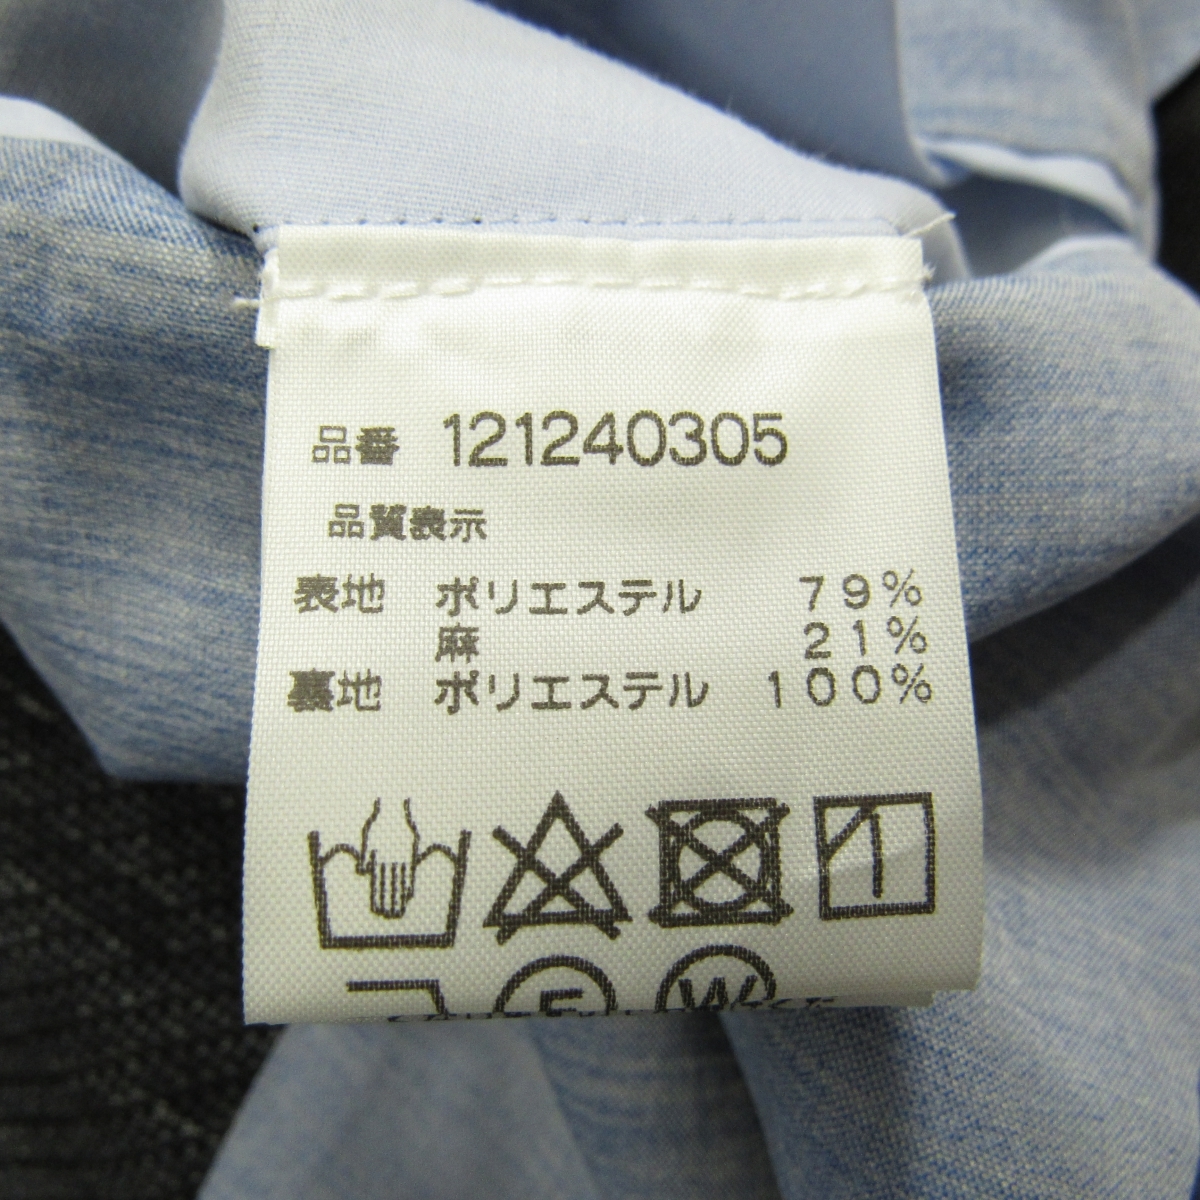 品番 121240305
品質表示
表地 ポリエステル 79%
麻 21%
裏地 ポリエステル 100%
F
W